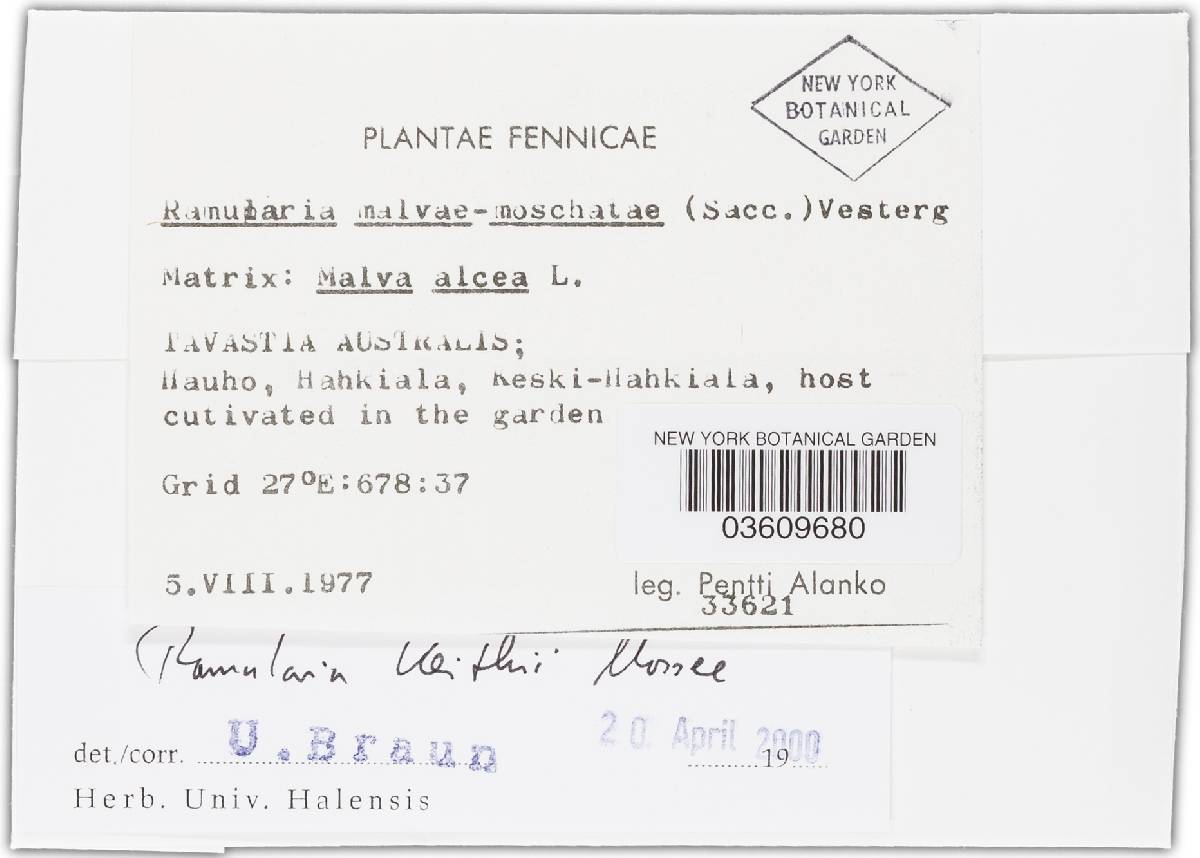 NEW YORK
BOTANICAL
GARDEN
PLANTAE FENNICAE
Ramularia malvae-moschatae (Sacc.)Vesterg
Matrix: Malva alcea L.
TAVASTIA AUSTRALIS;
Hauho, Hahkiala, Keski-Hahkiala, host
cutivated in the garden
NEW YORK BOTANICAL GARDEN
03609680
Grid 27°E:678:37
5.VIII.1977
leg. Pentti Alanko
33621
Ramularia Keithii Massee
det./corr. U.Braun 20. April 2000 19
Herb. Univ. Halensis